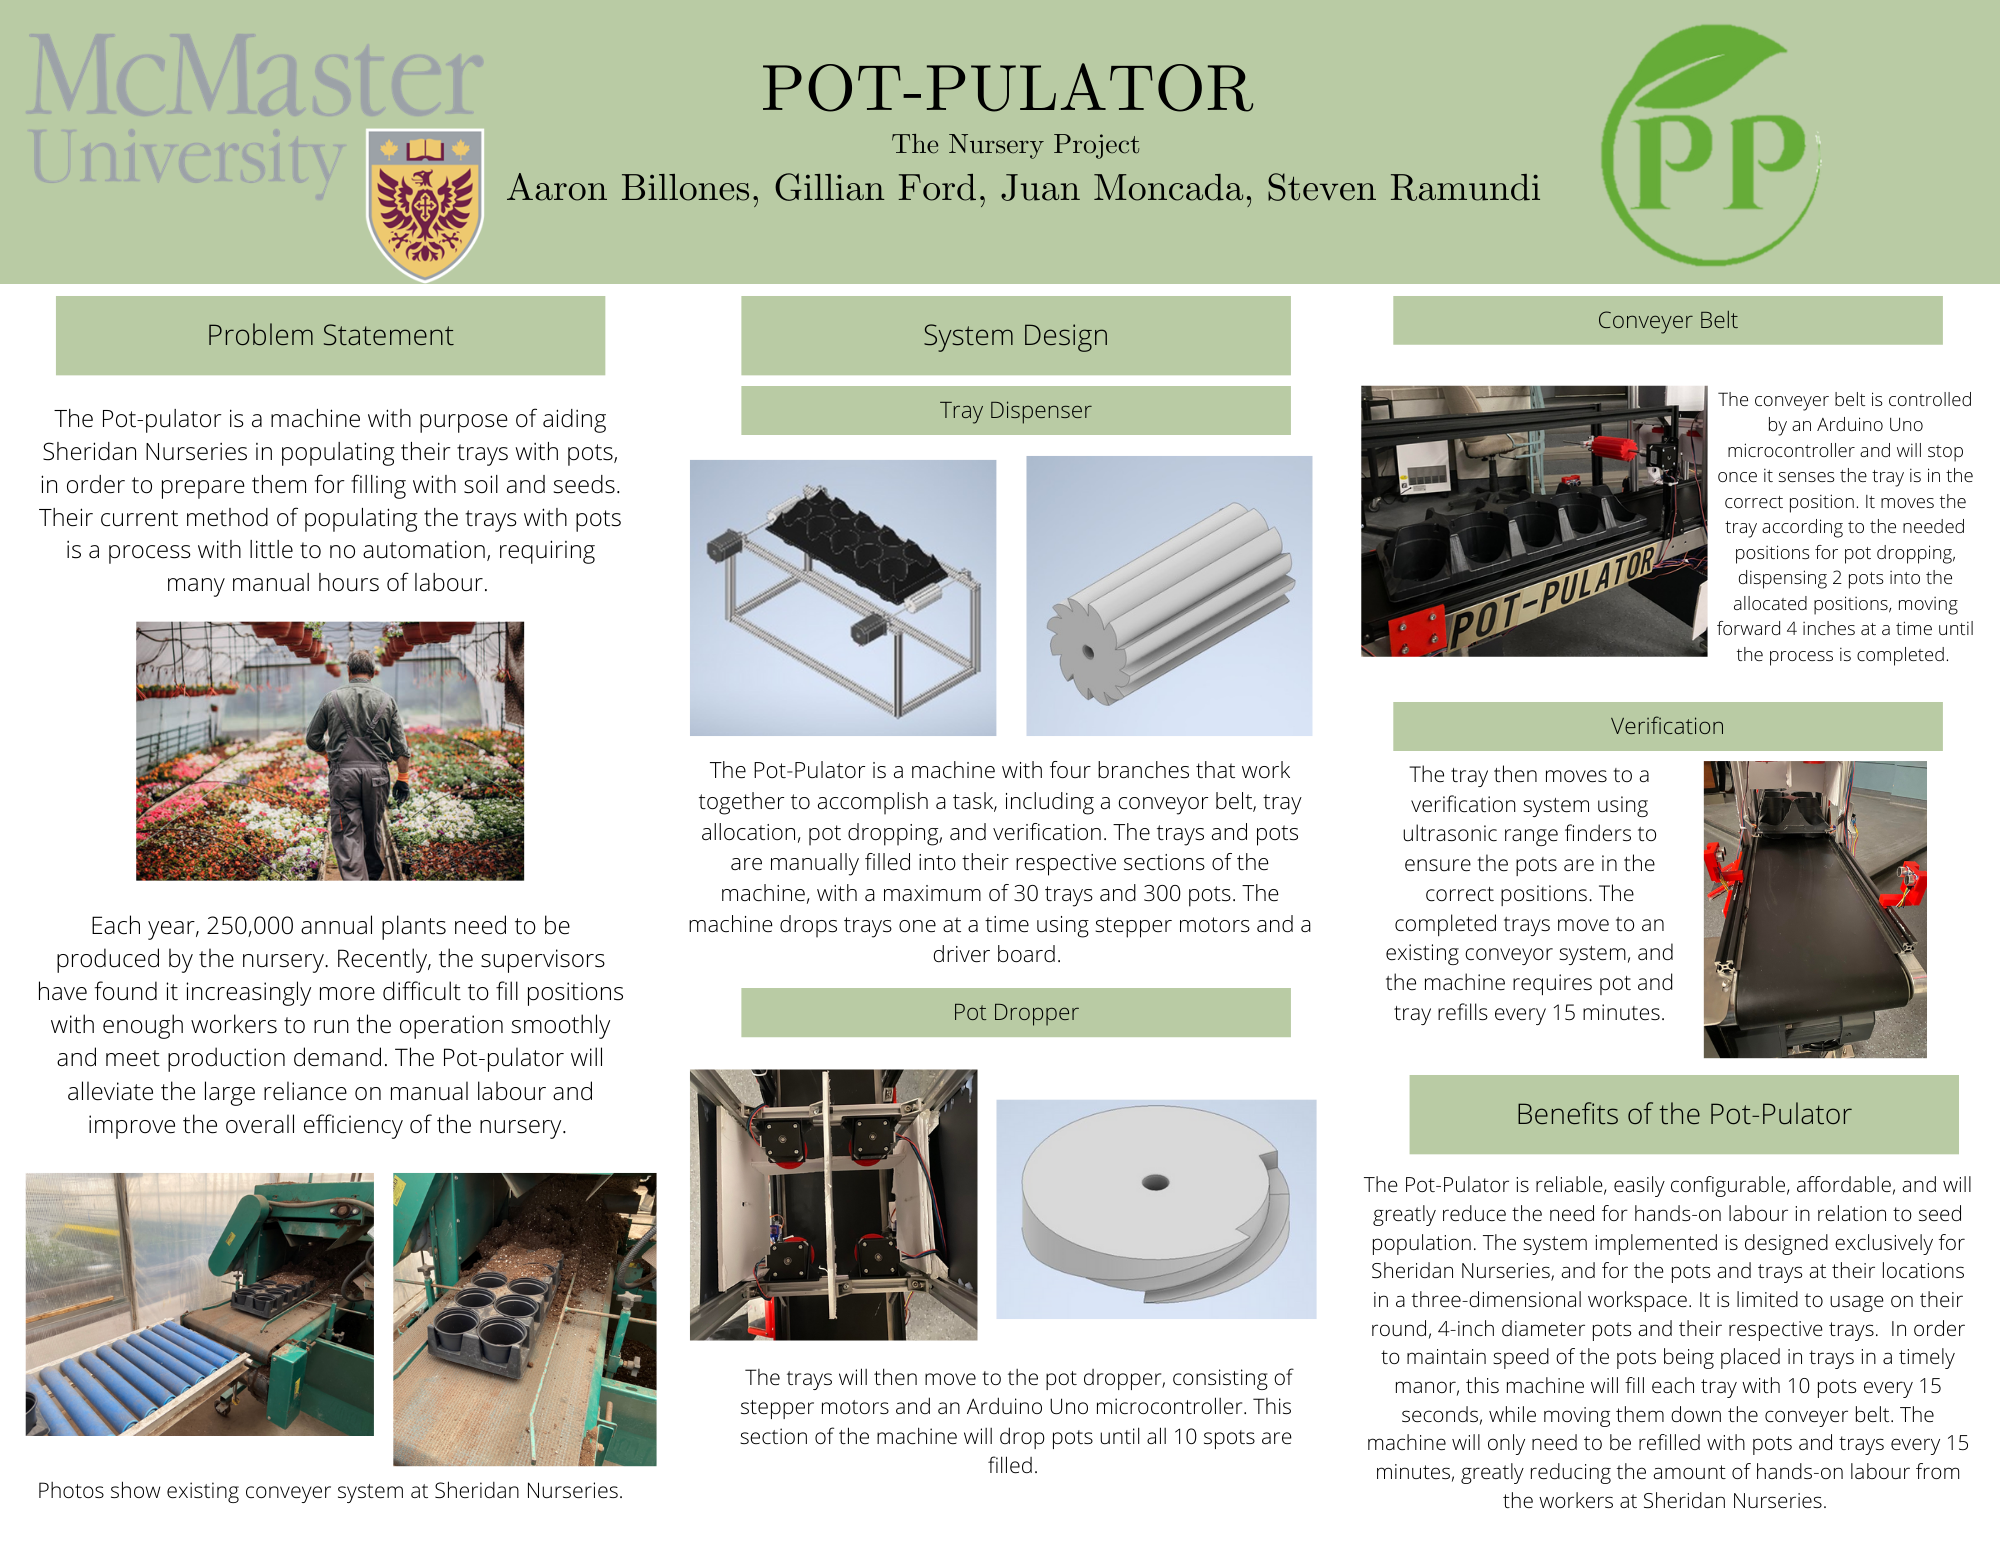 McMaster
University
POT-PULATOR
The Nursery Project
Aaron Billones, Gillian Ford, Juan Moncada, Steven Ramundi
PP
Problem Statement
The Pot-pulator is a machine with purpose of aiding
Sheridan Nurseries in populating their trays with pots,
in order to prepare them for filling with soil and seeds.
Their current method of populating the trays with pots
is a process with little to no automation, requiring
many manual hours of labour.
Each year, 250,000 annual plants need to be
produced by the nursery. Recently, the supervisors
have found it increasingly more difficult to fill positions
with enough workers to run the operation smoothly
and meet production demand. The Pot-pulator will
alleviate the large reliance on manual labour and
improve the overall efficiency of the nursery.
Photos show existing conveyer system at Sheridan Nurseries.
System Design
Tray Dispenser
The Pot-Pulator is a machine with four branches that work
together to accomplish a task, including a conveyor belt, tray
allocation, pot dropping, and verification. The trays and pots
are manually filled into their respective sections of the
machine, with a maximum of 30 trays and 300 pots. The
machine drops trays one at a time using stepper motors and a
driver board.
Pot Dropper
The trays will then move to the pot dropper, consisting of
stepper motors and an Arduino Uno microcontroller. This
section of the machine will drop pots until all 10 spots are
filled.
Conveyer Belt
POT-PULATOR
The conveyer belt is controlled
by an Arduino Uno
microcontroller and will stop
once it senses the tray is in the
correct position. It moves the
tray according to the needed
positions for pot dropping,
dispensing 2 pots into the
allocated positions, moving
forward 4 inches at a time until
the process is completed.
Verification
The tray then moves to a
verification system using
ultrasonic range finders to
ensure the pots are in the
correct positions. The
completed trays move to an
existing conveyor system, and
the machine requires pot and
tray refills every 15 minutes.
Benefits of the Pot-Pulator
The Pot-Pulator is reliable, easily configurable, affordable, and will
greatly reduce the need for hands-on labour in relation to seed
population. The system implemented is designed exclusively for
Sheridan Nurseries, and for the pots and trays at their locations
in a three-dimensional workspace. It is limited to usage on their
round, 4-inch diameter pots and their respective trays.  In order
to maintain speed of the pots being placed in trays in a timely
manor, this machine will fill each tray with 10 pots every 15
seconds, while moving them down the conveyer belt. The
machine will only need to be refilled with pots and trays every 15
minutes, greatly reducing the amount of hands-on labour from
the workers at Sheridan Nurseries.